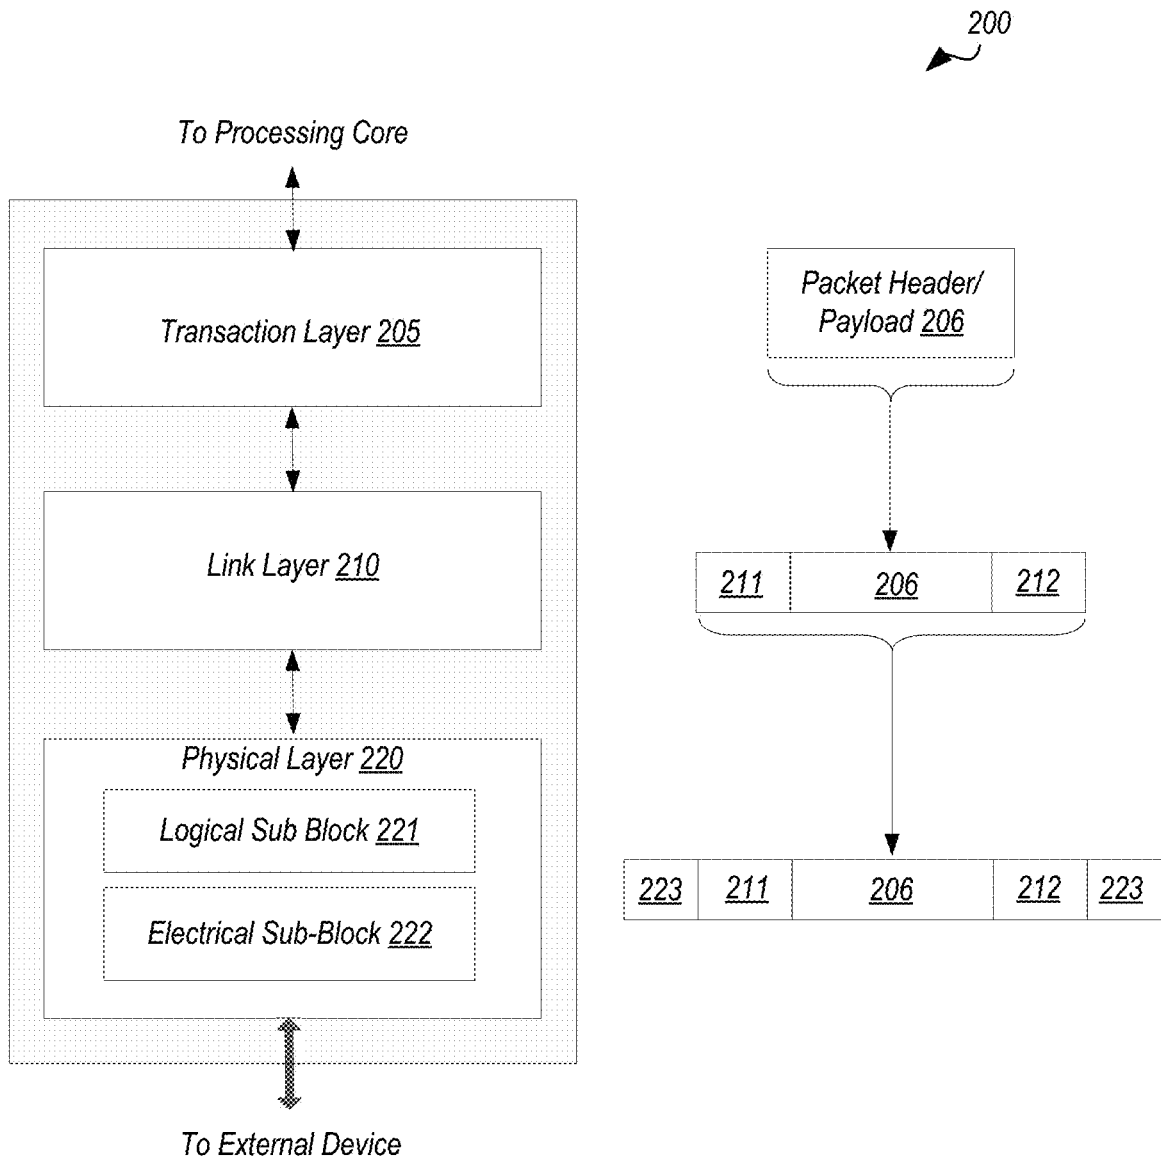 200
To Processing Core
Transaction Layer 205
Packet Header/
Payload 206
Link Layer 210
211 206 212
Physical Layer 220
Logical Sub Block 221
Electrical Sub-Block 222
223 211 206 212 223
To External Device